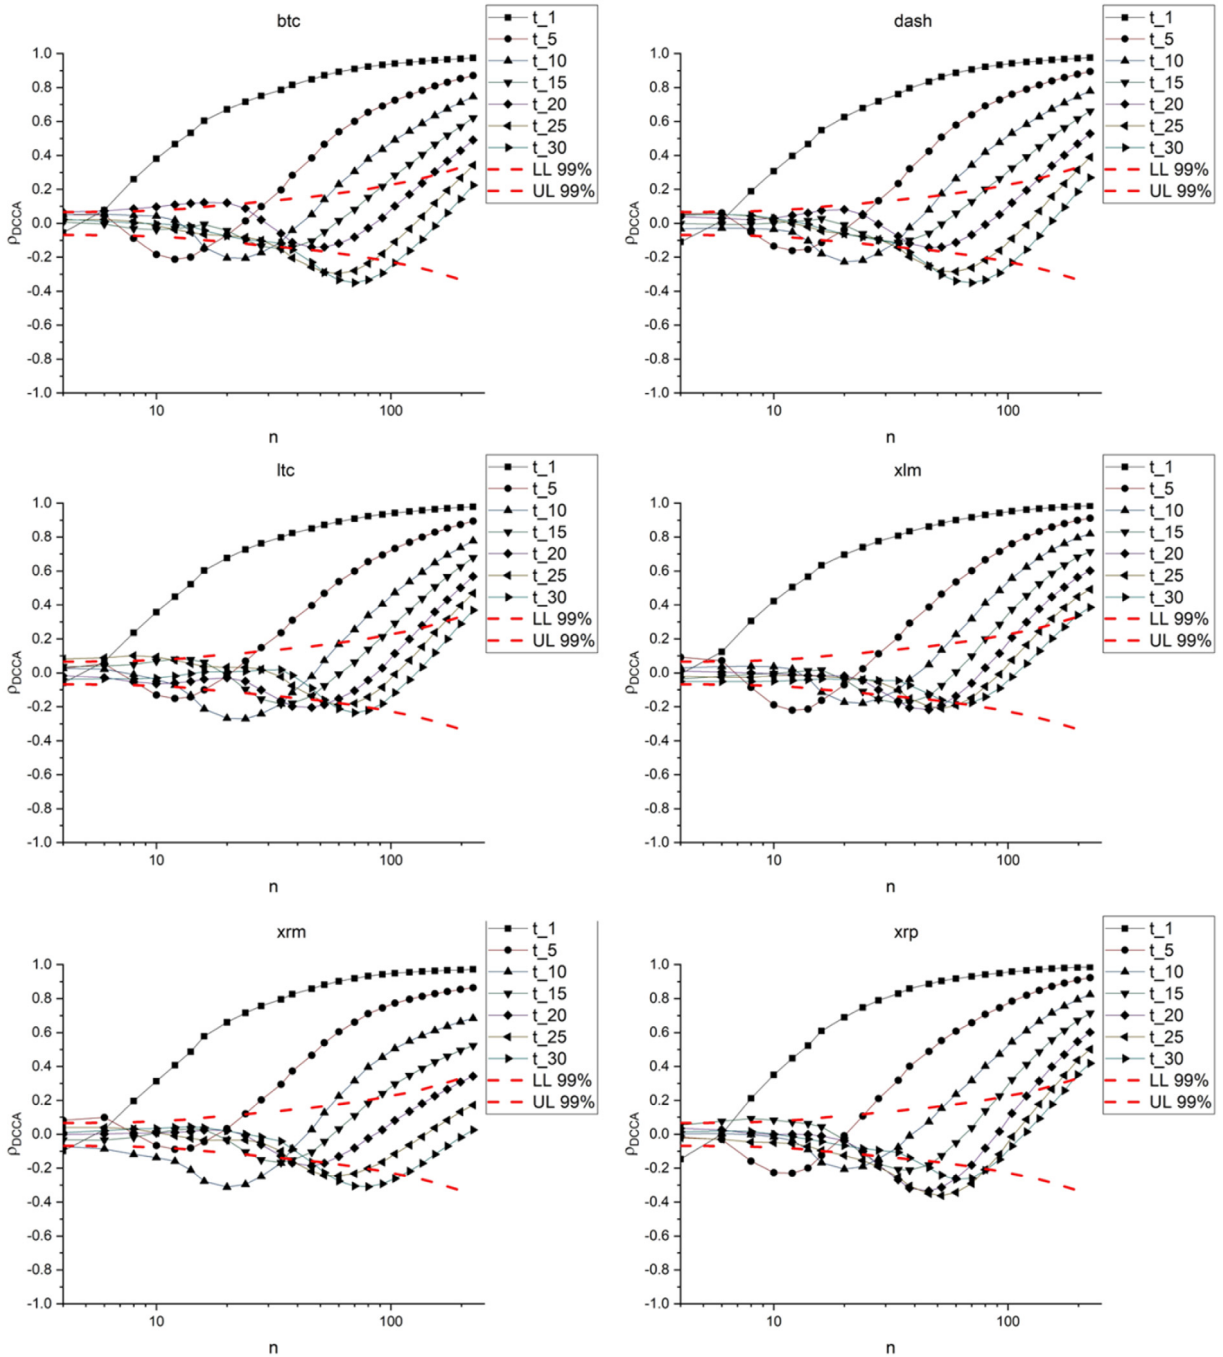 btc
t_1
t_5
t_10
t_15
t_20
t_25
t_30
LL 99%
UL 99%
1.0
0.8
0.6
0.4
0.2
0.0
-0.2
-0.4
-0.6
-0.8
-1.0
ρDCCA
10
100
n
dash
t_1
t_5
t_10
t_15
t_20
t_25
t_30
LL 99%
UL 99%
1.0
0.8
0.6
0.4
0.2
0.0
-0.2
-0.4
-0.6
-0.8
-1.0
ρDCCA
10
100
n
ltc
t_1
t_5
t_10
t_15
t_20
t_25
t_30
LL 99%
UL 99%
1.0
0.8
0.6
0.4
0.2
0.0
-0.2
-0.4
-0.6
-0.8
-1.0
ρDCCA
10
100
n
xlm
t_1
t_5
t_10
t_15
t_20
t_25
t_30
LL 99%
UL 99%
1.0
0.8
0.6
0.4
0.2
0.0
-0.2
-0.4
-0.6
-0.8
-1.0
ρDCCA
10
100
n
xrm
t_1
t_5
t_10
t_15
t_20
t_25
t_30
LL 99%
UL 99%
1.0
0.8
0.6
0.4
0.2
0.0
-0.2
-0.4
-0.6
-0.8
-1.0
ρDCCA
10
100
n
xrp
t_1
t_5
t_10
t_15
t_20
t_25
t_30
LL 99%
UL 99%
1.0
0.8
0.6
0.4
0.2
0.0
-0.2
-0.4
-0.6
-0.8
-1.0
ρDCCA
10
100
n